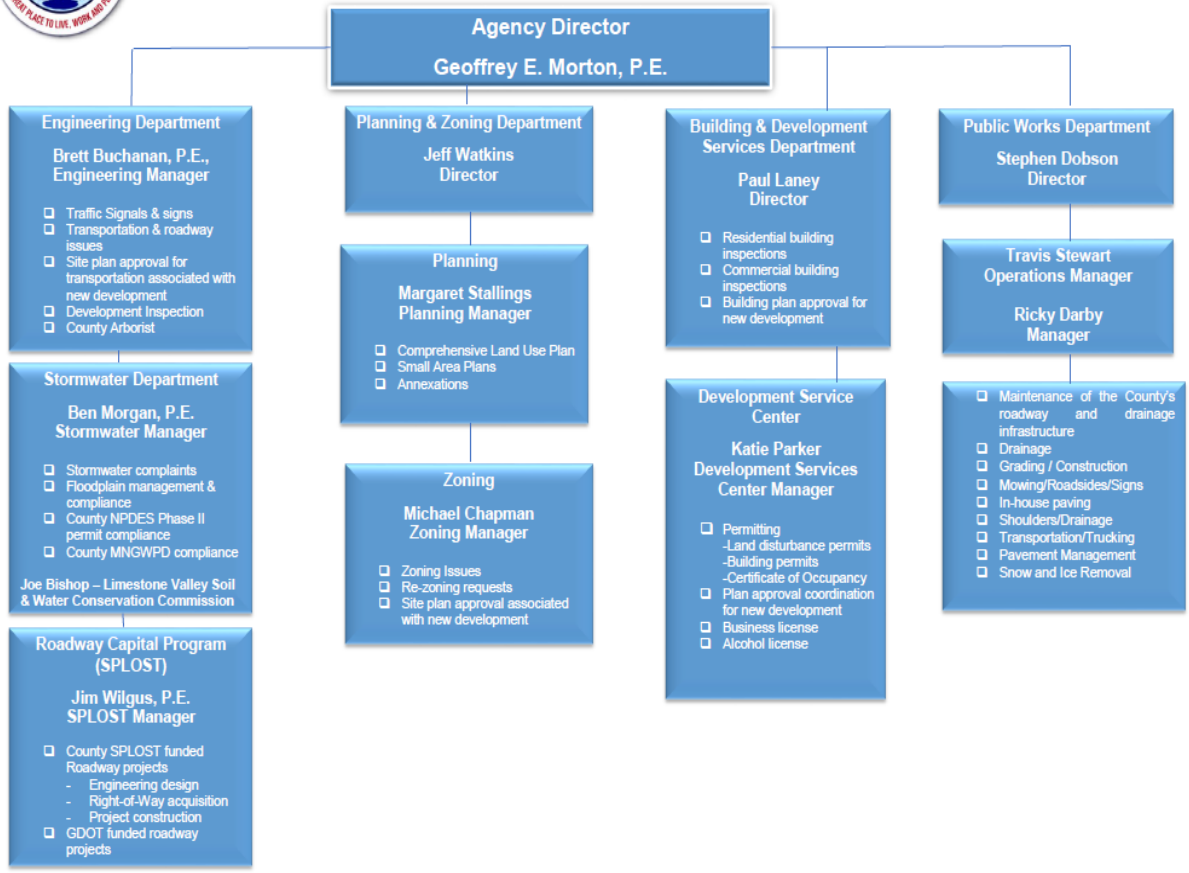 GREAT PLACE TO LIVE, WORK AND
Agency Director
Geoffrey E. Morton, P.E.
Engineering Department
Brett Buchanan, P.E.,
Engineering Manager
Traffic Signals & signs
Transportation & roadway
issues
Site plan approval for
transportation associated with
new development
Development Inspection
County Arborist
Stormwater Department
Ben Morgan, P.E.
Stormwater Manager
Stormwater complaints
Floodplain management &
compliance
County NPDES Phase II
permit compliance
County MNGWPD compliance
Joe Bishop – Limestone Valley Soil
& Water Conservation Commission
Roadway Capital Program
(SPLOST)
Jim Wilgus, P.E.
SPLOST Manager
County SPLOST funded
Roadway projects
- Engineering design
- Right-of-Way acquisition
- Project construction
GDOT funded roadway
projects
Planning & Zoning Department
Jeff Watkins
Director
Planning
Margaret Stallings
Planning Manager
Comprehensive Land Use Plan
Small Area Plans
Annexations
Zoning
Michael Chapman
Zoning Manager
Zoning Issues
Re-zoning requests
Site plan approval associated
with new development
Building & Development
Services Department
Paul Laney
Director
Residential building
inspections
Commercial building
inspections
Building plan approval for
new development
Development Service
Center
Katie Parker
Development Services
Center Manager
Permitting
-Land disturbance permits
-Building permits
-Certificate of Occupancy
Plan approval coordination
for new development
Business license
Alcohol license
Public Works Department
Stephen Dobson
Director
Travis Stewart
Operations Manager
Ricky Darby
Manager
Maintenance of the County's
roadway and drainage
infrastructure
Drainage
Grading / Construction
Mowing/Roadsides/Signs
In-house paving
Shoulders/Drainage
Transportation/Trucking
Pavement Management
Snow and Ice Removal